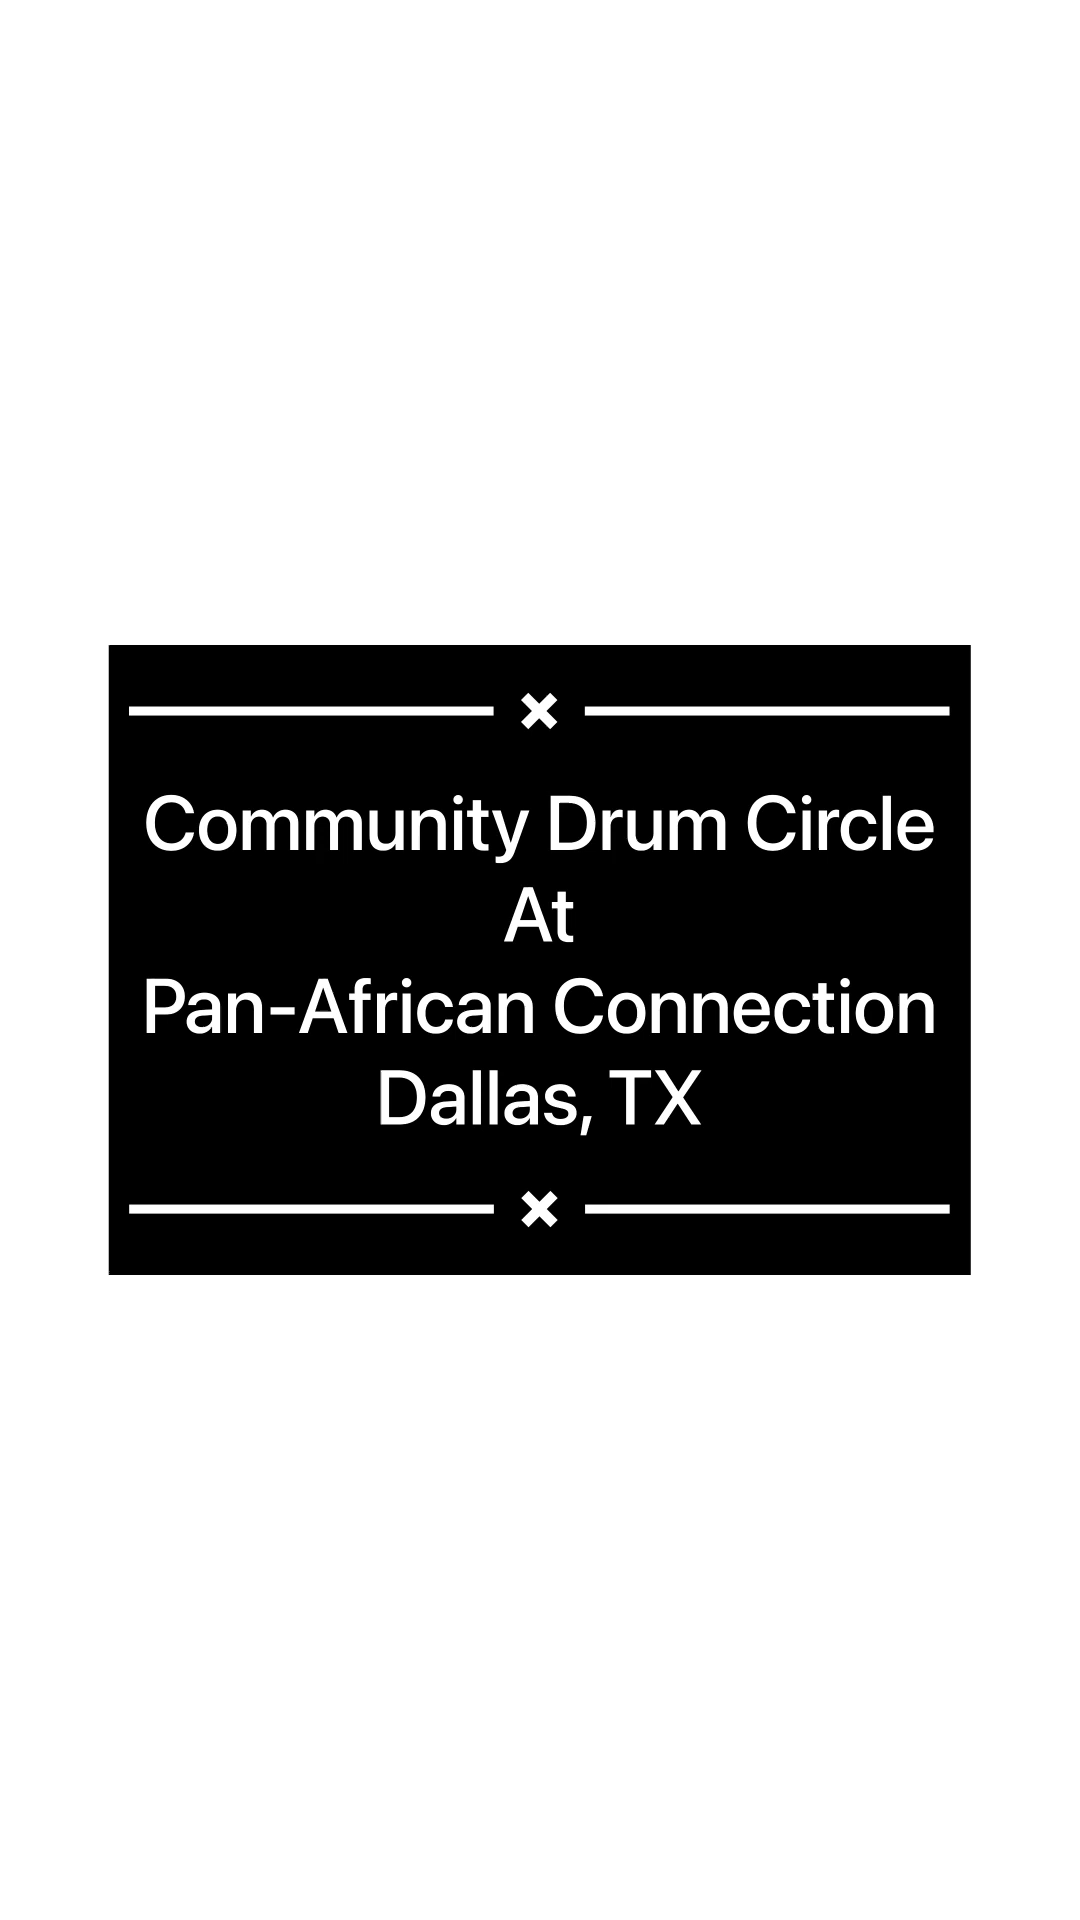 Community Drum Circle
At
Pan-African Connection
Dallas, TX